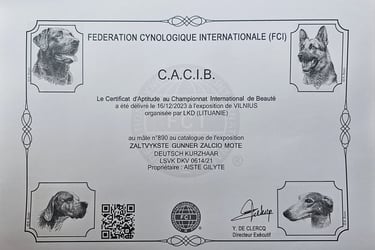 FEDERATION CYNOLOGIQUE INTERNATIONALE (FCI)
C.A.C.I.B.
Le Certificat d'Aptitude au Championnat International de Beauté
a été délivré le 16/12/2023 à l'exposition de VILNIUS
organisée par LKD (LITUANIE)
FCI
au mâle n°890 au catalogue de l'exposition
ZALTVYKSTE GUNNER ZALCIO MOTE
DEUTSCH KURZHAAR
LSVK DKV 0614/21
Propriétaire : AISTE GILYTE
Y. DE CLERCQ
Directeur Exécutif